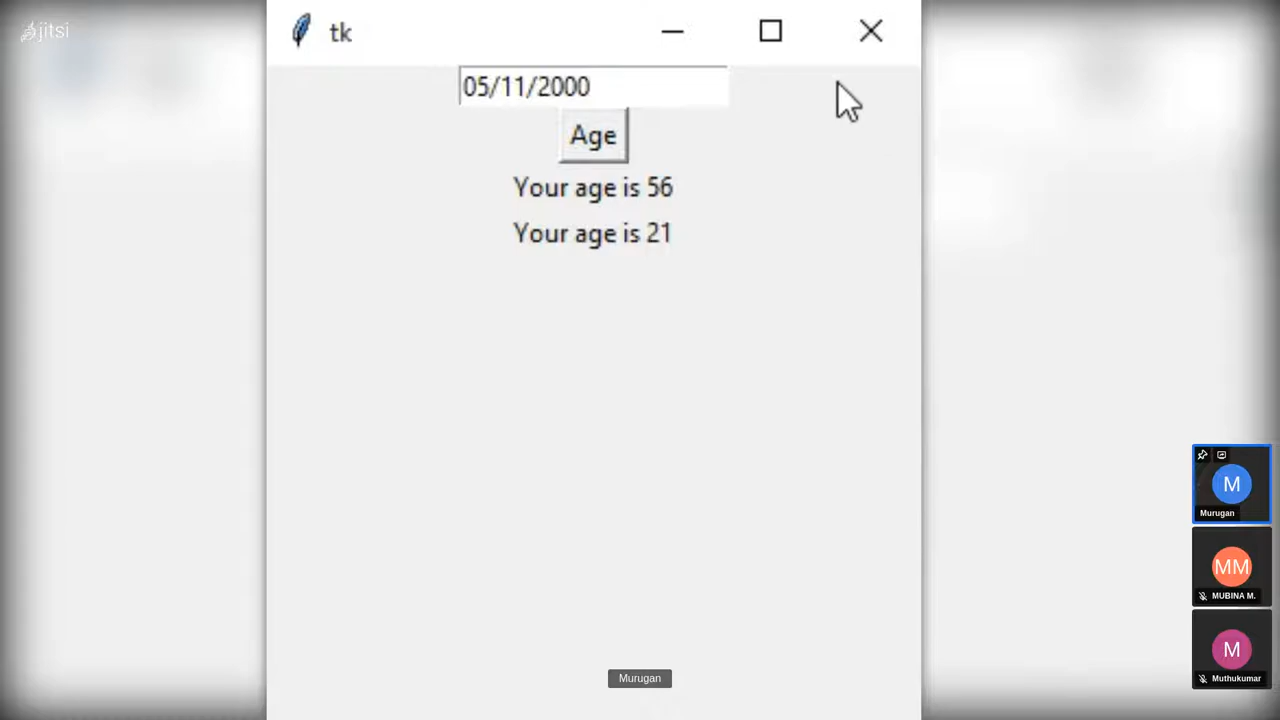 jitsi
tk
05/11/2000
Age
Your age is 56
Your age is 21
M
Murugan
MM
MUBINA M.
M
Muthukumar
Murugan